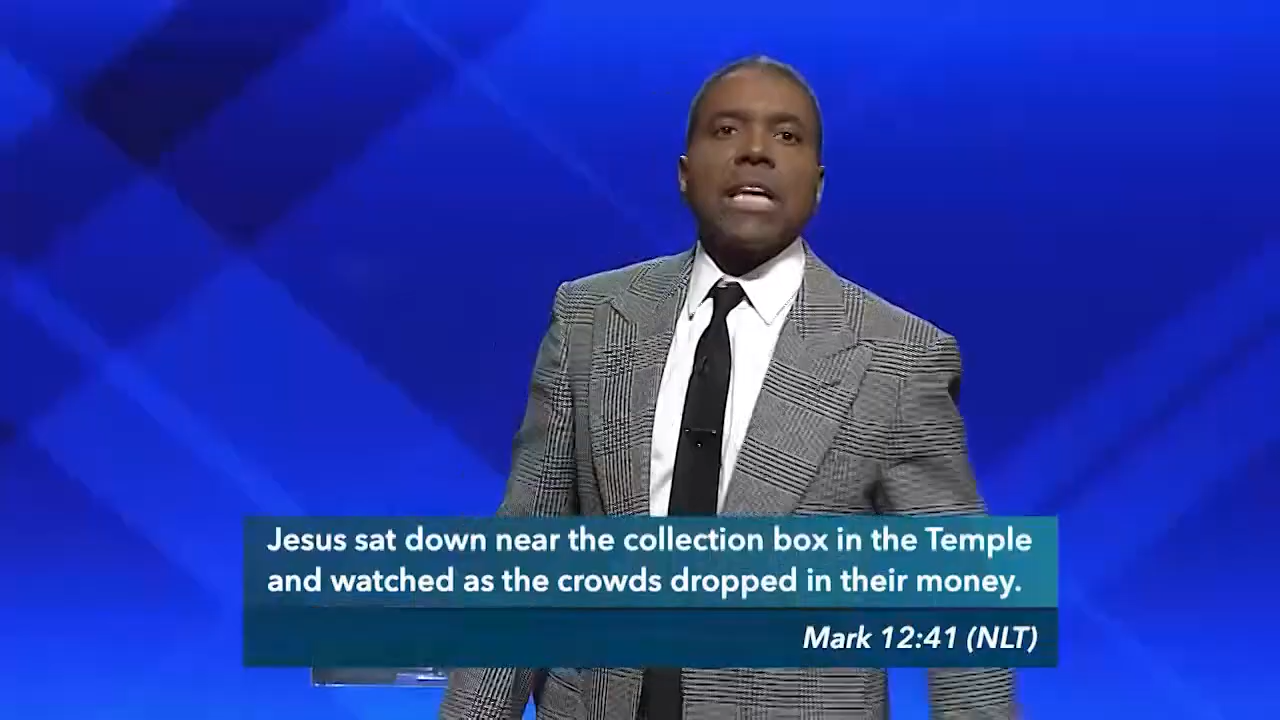 Jesus sat down near the collection box in the Temple
and watched as the crowds dropped in their money.
Mark 12:41 (NLT)